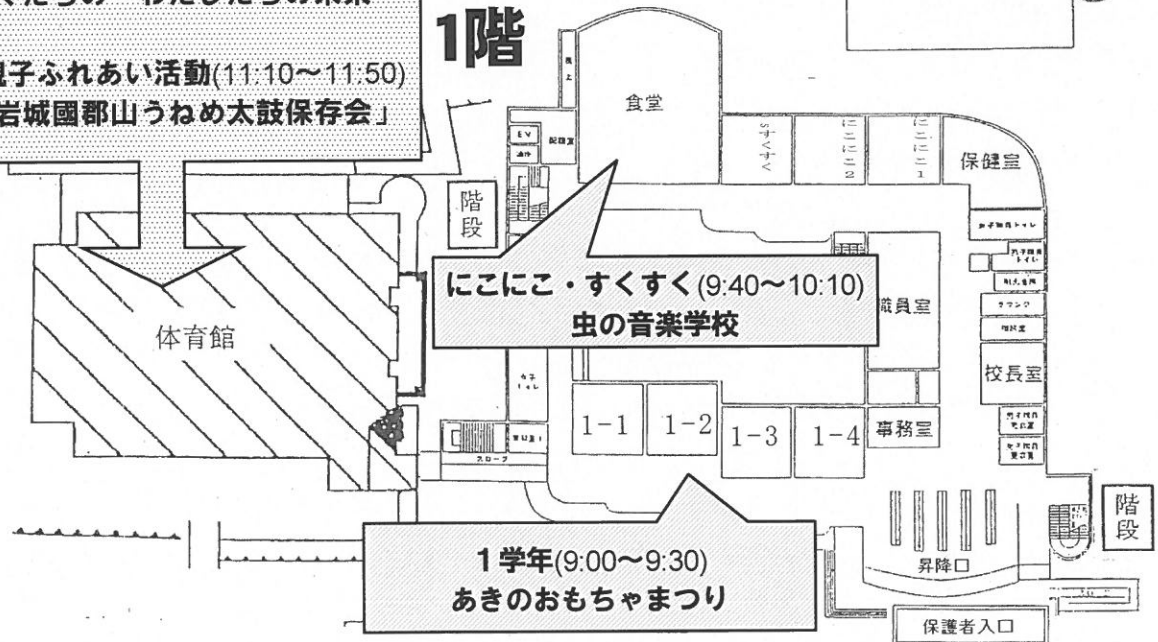 1階
親子ふれあい活動(11:10～11:50)
岩城國郡山うねめ太鼓保存会」
食堂
EV
配膳室
すくすく
にこにこ2
にこにこ1
保健室
階段
にこにこ・すくすく(9:40～10:10)
虫の音楽学校
職員室
体育館
校長室
1-1
1-2
1-3
1-4
事務室
スロープ
1学年(9:00～9:30)
あきのおもちゃまつり
昇降口
階段
保護者入口